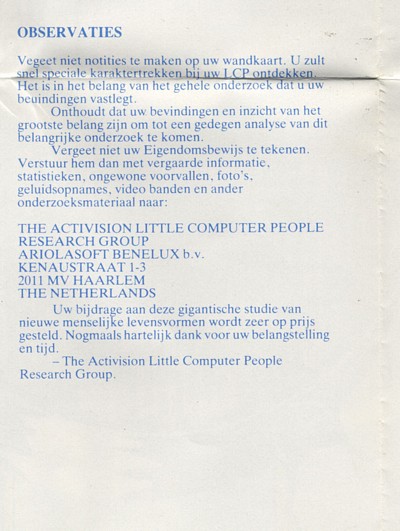 OBSERVATIES
Vegeet niet notities te maken op uw wandkaart. U zult
snel speciale karaktertrekken bij uw LCP ontdekken.
Het is in het belang van het gehele onderzoek dat u uw
beuindingen vastlegt.
Onthoudt dat uw bevindingen en inzicht van het
grootste belang zijn om tot een gedegen analyse van dit
belangrijke onderzoek te komen.
Vergeet niet uw Eigendomsbewijs te tekenen.
Verstuur hem dan met vergaarde informatie,
statistieken, ongewone voorvallen, foto's,
geluidsopnames, video banden en ander
onderzoeksmateriaal naar:
THE ACTIVISION LITTLE COMPUTER PEOPLE
RESEARCH GROUP
ARIOLASOFT BENELUX b.v.
KENAUSTRAAT 1-3
2011 MV HAARLEM
THE NETHERLANDS
Uw bijdrage aan deze gigantische studie van
nieuwe menselijke levensvormen wordt zeer op prijs
gesteld. Nogmaals hartelijk dank voor uw belangstelling
en tijd.
– The Activision Little Computer People
Research Group.